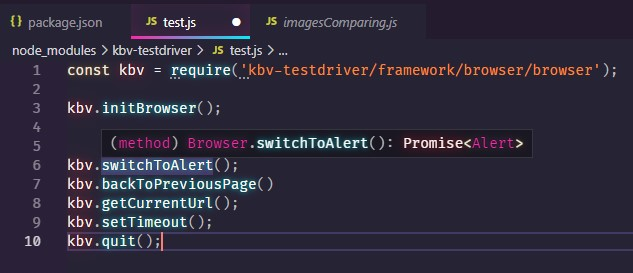 {} package.json
JS test.js
JS imagesComparing.js
node_modules > kbv-testdriver > JS test.js > ...
1 const kbv = require('kbv-testdriver/framework/browser/browser');
2
3 kbv.initBrowser();
4
5
(method) Browser.switchToAlert(): Promise<Alert>
6 kbv.switchToAlert();
7 kbv.backToPreviousPage()
8 kbv.getCurrentUrl();
9 kbv.setTimeout();
10 kbv.quit();